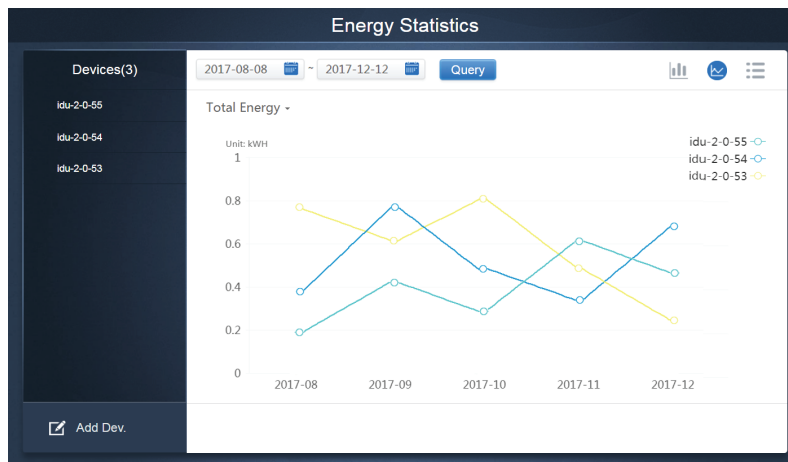 Energy Statistics
Devices(3)
idu-2-0-55
idu-2-0-54
idu-2-0-53
Add Dev.
2017-08-08 ~ 2017-12-12 Query
Total Energy
Unit: kWH
idu-2-0-55
idu-2-0-54
idu-2-0-53
1
0.8
0.6
0.4
0.2
0
2017-08 2017-09 2017-10 2017-11 2017-12